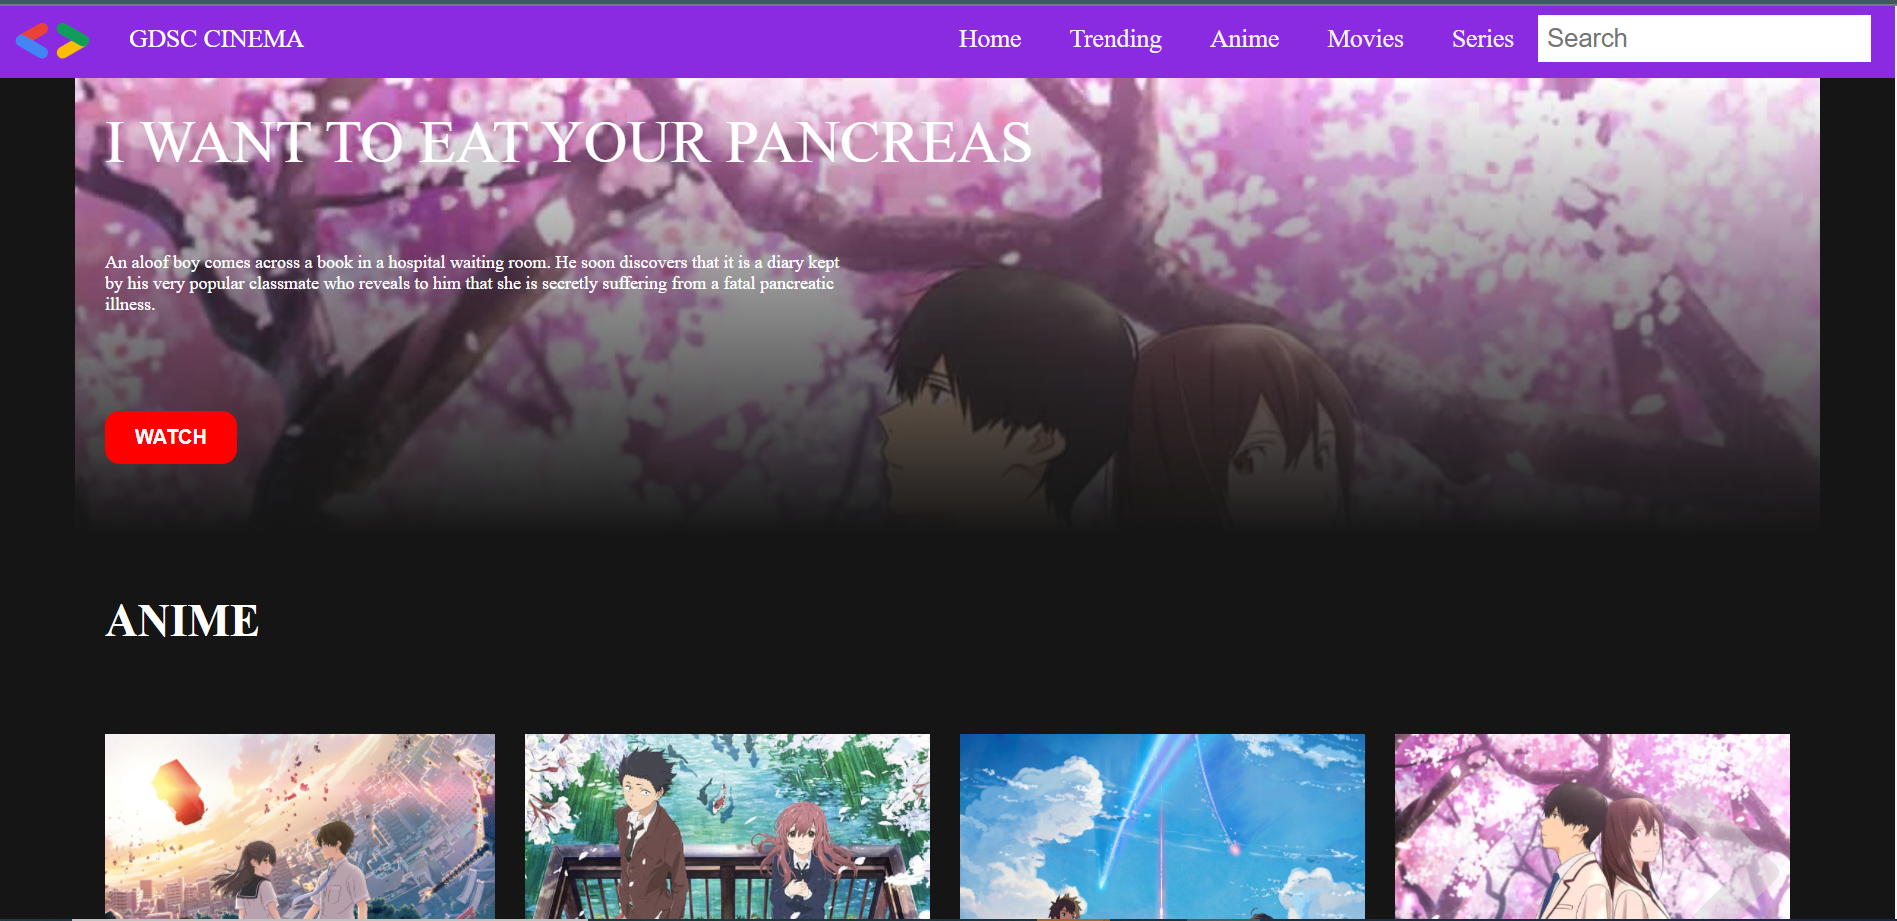 GDSC CINEMA
Home
Trending
Anime
Movies
Series
Search
I WANT TO EAT YOUR PANCREAS
An aloof boy comes across a book in a hospital waiting room. He soon discovers that it is a diary kept
by his very popular classmate who reveals to him that she is secretly suffering from a fatal pancreatic
illness.
WATCH
ANIME